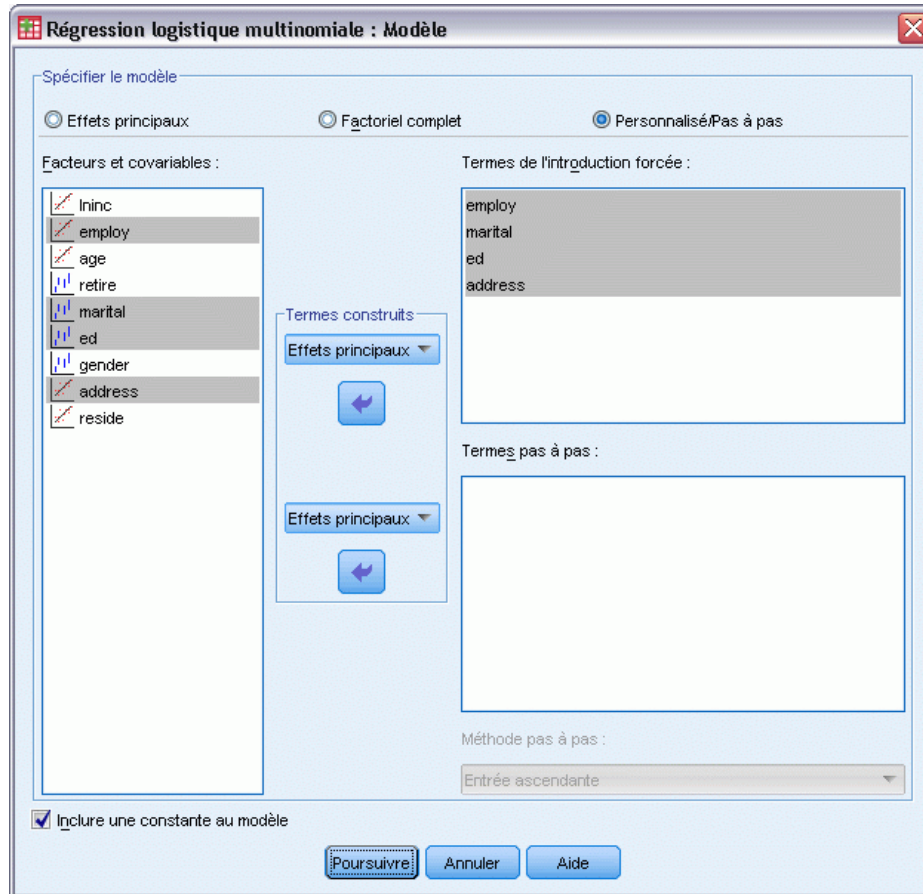 Régression logistique multinomiale : Modèle
Spécifier le modèle
Effets principaux
Factoriel complet
Personnalisé/Pas à pas
Facteurs et covariables :
lninc
employ
age
retire
marital
ed
gender
address
reside
Termes construits
Effets principaux
Effets principaux
Termes de l'introduction forcée :
employ
marital
ed
address
Termes pas à pas :
Méthode pas à pas :
Entrée ascendante
Inclure une constante au modèle
Poursuivre
Annuler
Aide